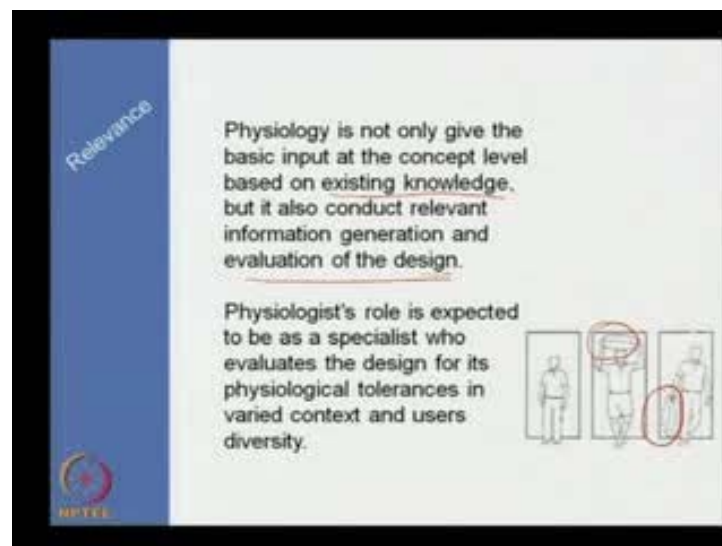 Relevance
Physiology is not only give the
basic input at the concept level
based on existing knowledge,
but it also conduct relevant
information generation and
evaluation of the design.
Physiologist's role is expected
to be as a specialist who
evaluates the design for its
physiological tolerances in
varied context and users
diversity.
NPTEL